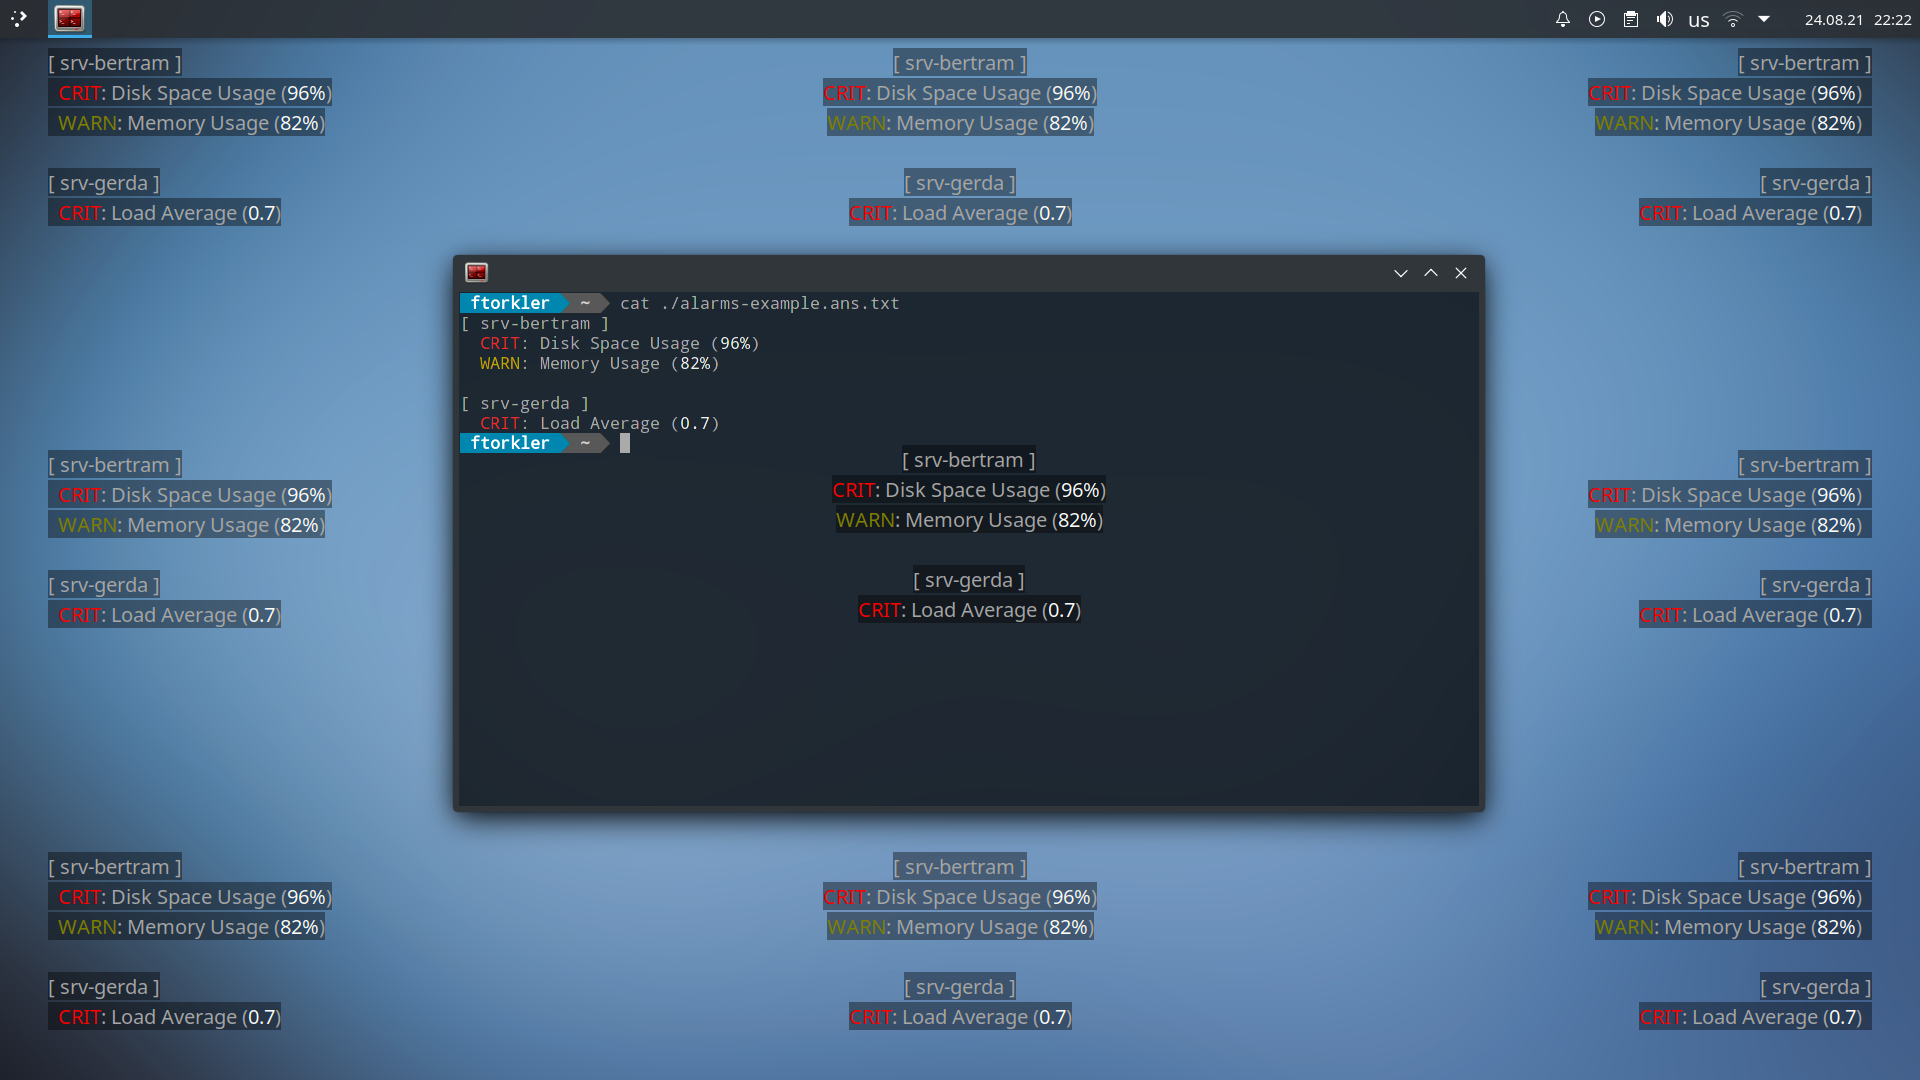 us 24.08.21 22:22
[ srv-bertram ]
CRIT: Disk Space Usage (96%)
WARN: Memory Usage (82%)
[ srv-gerda ]
CRIT: Load Average (0.7)
[ srv-bertram ]
CRIT: Disk Space Usage (96%)
WARN: Memory Usage (82%)
[ srv-gerda ]
CRIT: Load Average (0.7)
[ srv-bertram ]
CRIT: Disk Space Usage (96%)
WARN: Memory Usage (82%)
[ srv-gerda ]
CRIT: Load Average (0.7)
ftorkler ~ cat ./alarms-example.ans.txt
[ srv-bertram ]
CRIT: Disk Space Usage (96%)
WARN: Memory Usage (82%)
[ srv-gerda ]
CRIT: Load Average (0.7)
ftorkler ~
[ srv-bertram ]
CRIT: Disk Space Usage (96%)
WARN: Memory Usage (82%)
[ srv-gerda ]
CRIT: Load Average (0.7)
[ srv-bertram ]
CRIT: Disk Space Usage (96%)
WARN: Memory Usage (82%)
[ srv-gerda ]
CRIT: Load Average (0.7)
[ srv-bertram ]
CRIT: Disk Space Usage (96%)
WARN: Memory Usage (82%)
[ srv-gerda ]
CRIT: Load Average (0.7)
[ srv-bertram ]
CRIT: Disk Space Usage (96%)
WARN: Memory Usage (82%)
[ srv-gerda ]
CRIT: Load Average (0.7)
[ srv-bertram ]
CRIT: Disk Space Usage (96%)
WARN: Memory Usage (82%)
[ srv-gerda ]
CRIT: Load Average (0.7)
[ srv-bertram ]
CRIT: Disk Space Usage (96%)
WARN: Memory Usage (82%)
[ srv-gerda ]
CRIT: Load Average (0.7)